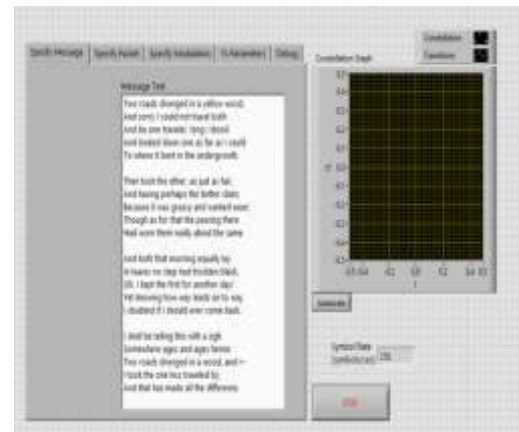 Specify Message
Specify Packet
Specify Modulation
Tx Parameters
Debug
Message Text
Two roads diverged in a yellow wood,
And sorry I could not travel both
And be one traveler, long I stood
And looked down one as far as I could
To where it bent in the undergrowth;
Then took the other, as just as fair,
And having perhaps the better claim,
Because it was grassy and wanted wear;
Though as for that the passing there
Had worn them really about the same,
And both that morning equally lay
In leaves no step had trodden black.
Oh, I kept the first for another day!
Yet knowing how way leads on to way,
I doubted if I should ever come back.
I shall be telling this with a sigh
Somewhere ages and ages hence:
Two roads diverged in a wood, and I--
I took the one less traveled by,
And that has made all the difference.
Constellation
Transitions
Constellation Graph
Symbol Rate
STOP